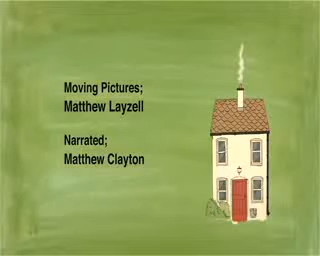 Moving Pictures;
Matthew Layzell
Narrated;
Matthew Clayton